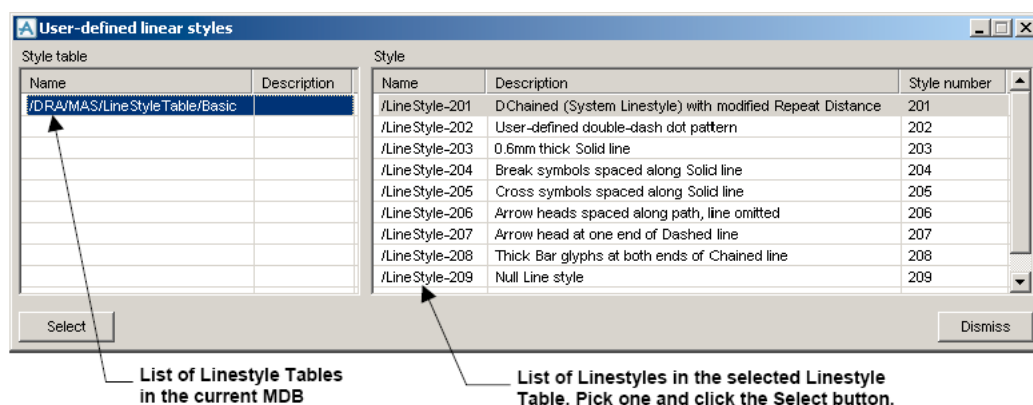 User-defined linear styles
Style table
Name Description
/DRA/MAS/LineStyleTable/Basic
Style
Name Description Style number
/LineStyle-201 DChained (System Linestyle) with modified Repeat Distance 201
/LineStyle-202 User-defined double-dash dot pattern 202
/LineStyle-203 0.6mm thick Solid line 203
/LineStyle-204 Break symbols spaced along Solid line 204
/LineStyle-205 Cross symbols spaced along Solid line 205
/LineStyle-206 Arrow heads spaced along path, line omitted 206
/LineStyle-207 Arrow head at one end of Dashed line 207
/LineStyle-208 Thick Bar glyphs at both ends of Chained line 208
/LineStyle-209 Null Line style 209
Select Dismiss
List of Linestyle Tables
in the current MDB
List of Linestyles in the selected Linestyle
Table. Pick one and click the Select button.